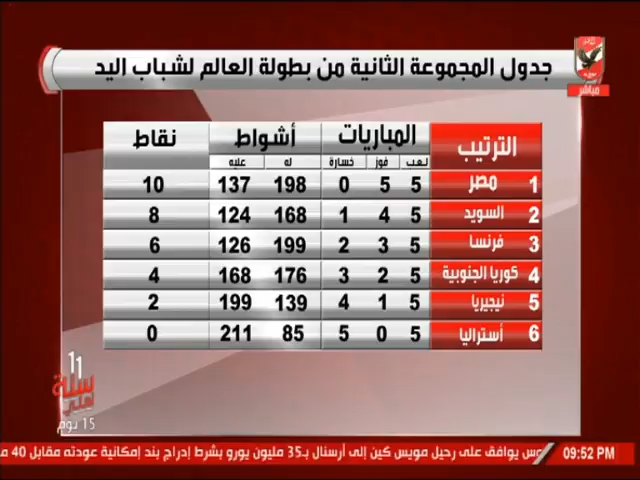 جدول المجموعة الثانية من بطولة العالم لشباب اليد
مباشر
الترتيب المباريات أشواط نقاط
لعب فوز خسارة له عليه
1 مصر 5 5 0 198 137 10
2 السويد 5 4 1 168 124 8
3 فرنسا 5 3 2 199 126 6
4 كوريا الجنوبية 5 2 3 176 168 4
5 نيجيريا 5 1 4 139 199 2
6 أستراليا 5 0 5 85 211 0
11
سنة
15 يوم
وس يوافق على رحيل مويس كين إلى أرسنال بـ35 مليون يورو بشرط إدراج بند إمكانية عودته مقابل 40 م
09:52 PM